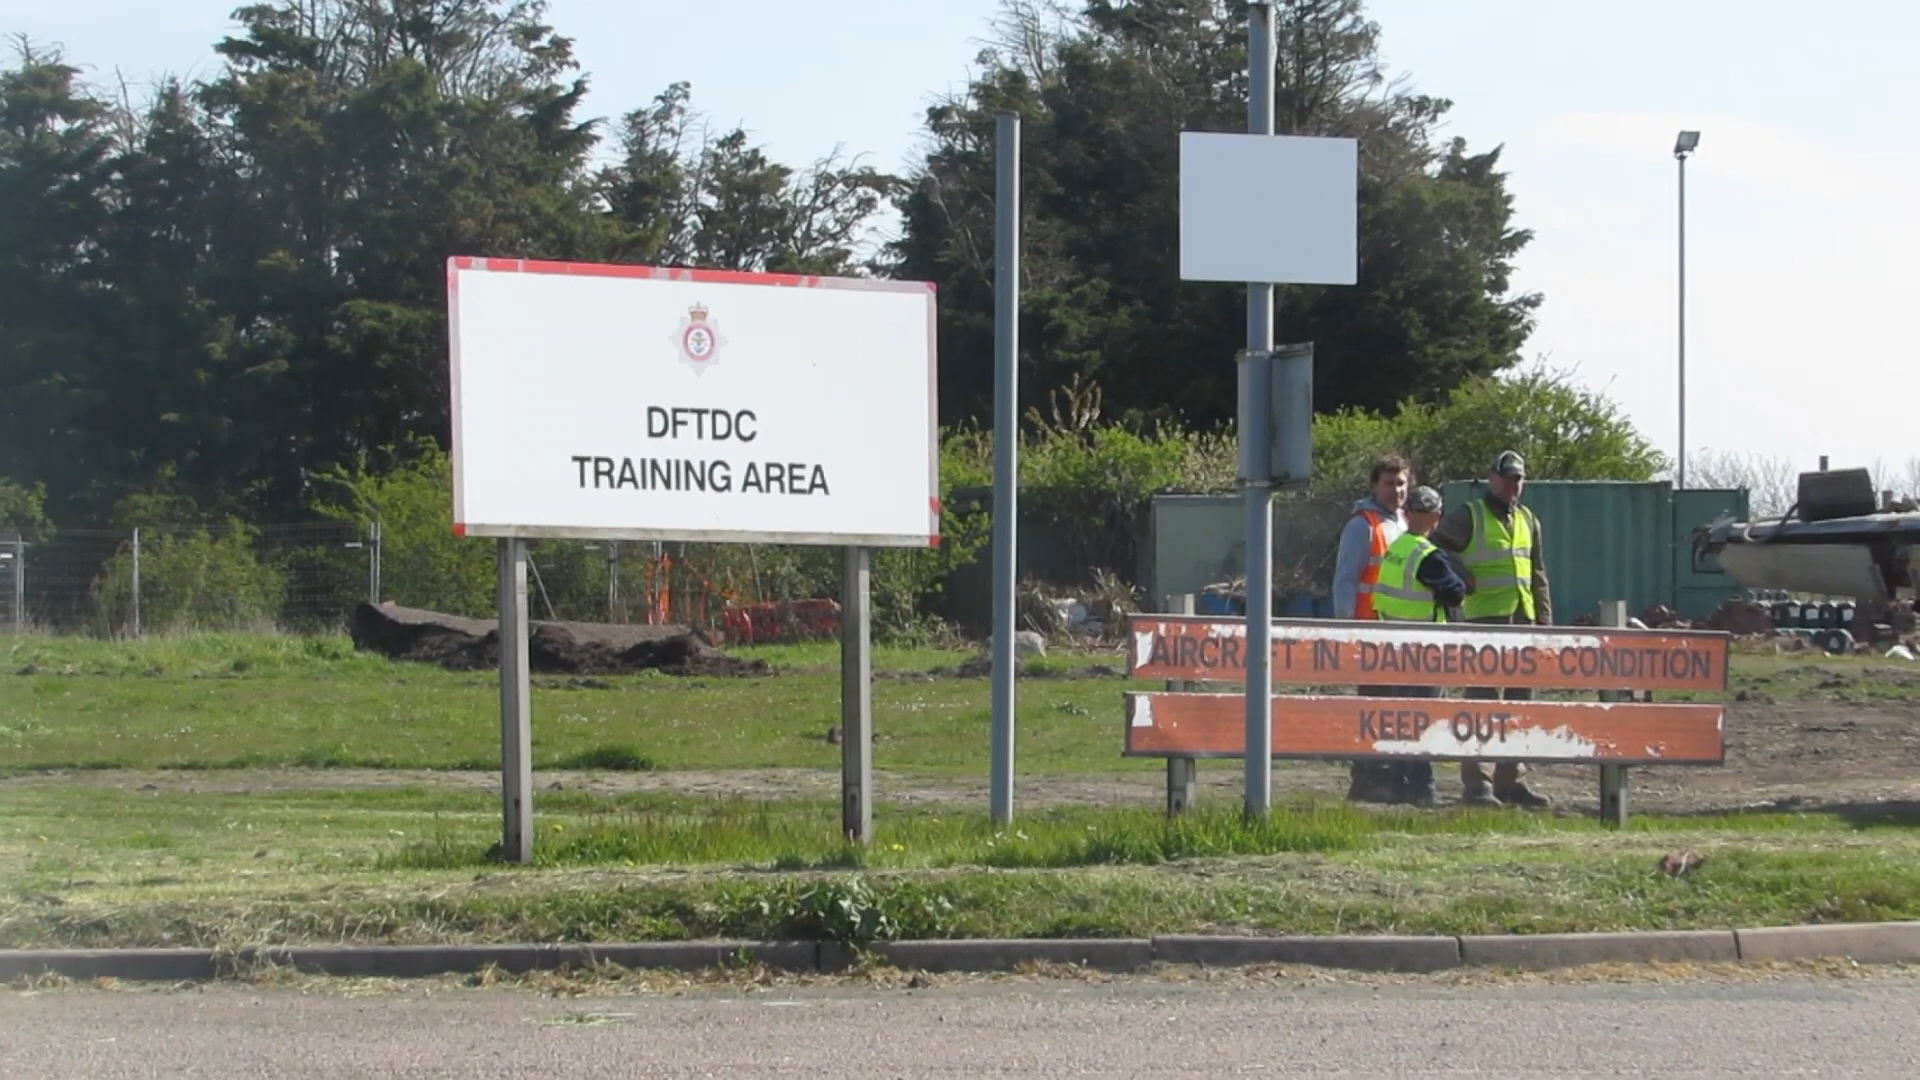 DFTDC
TRAINING AREA
AIRCRAFT IN DANGEROUS CONDITION
KEEP OUT